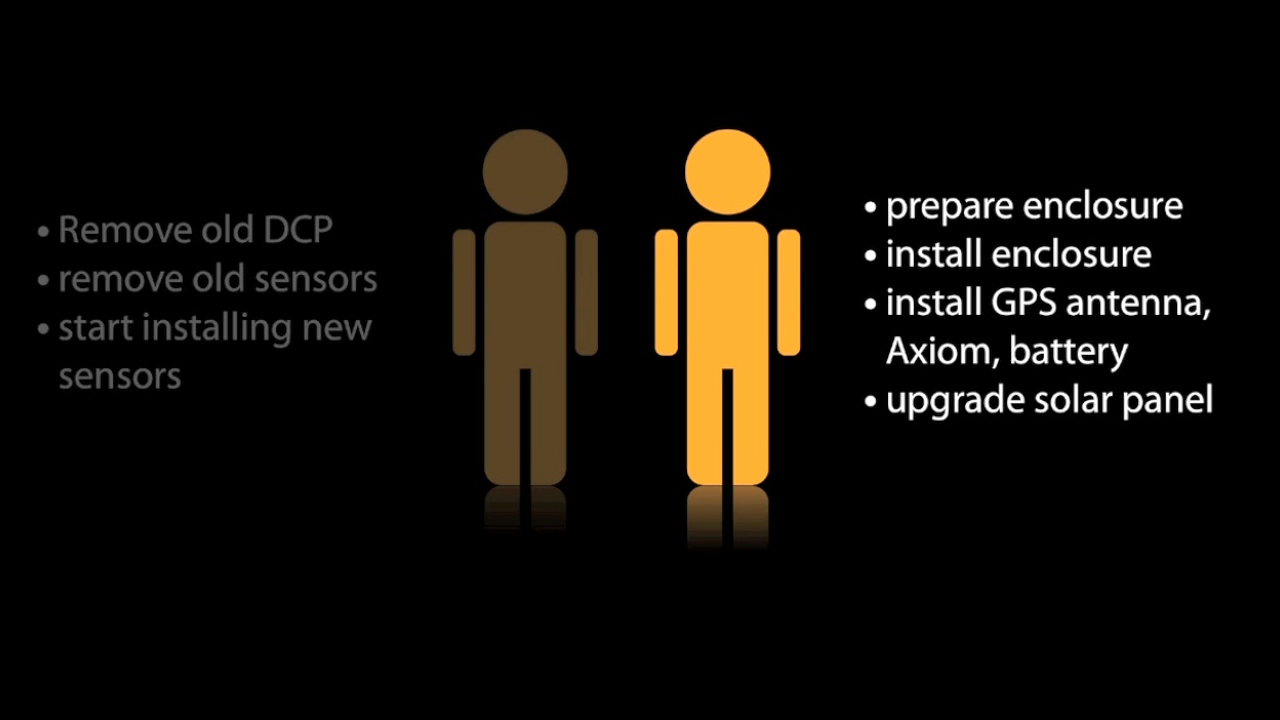 • Remove old DCP
• remove old sensors
• start installing new
sensors
• prepare enclosure
• install enclosure
• install GPS antenna,
Axiom, battery
• upgrade solar panel